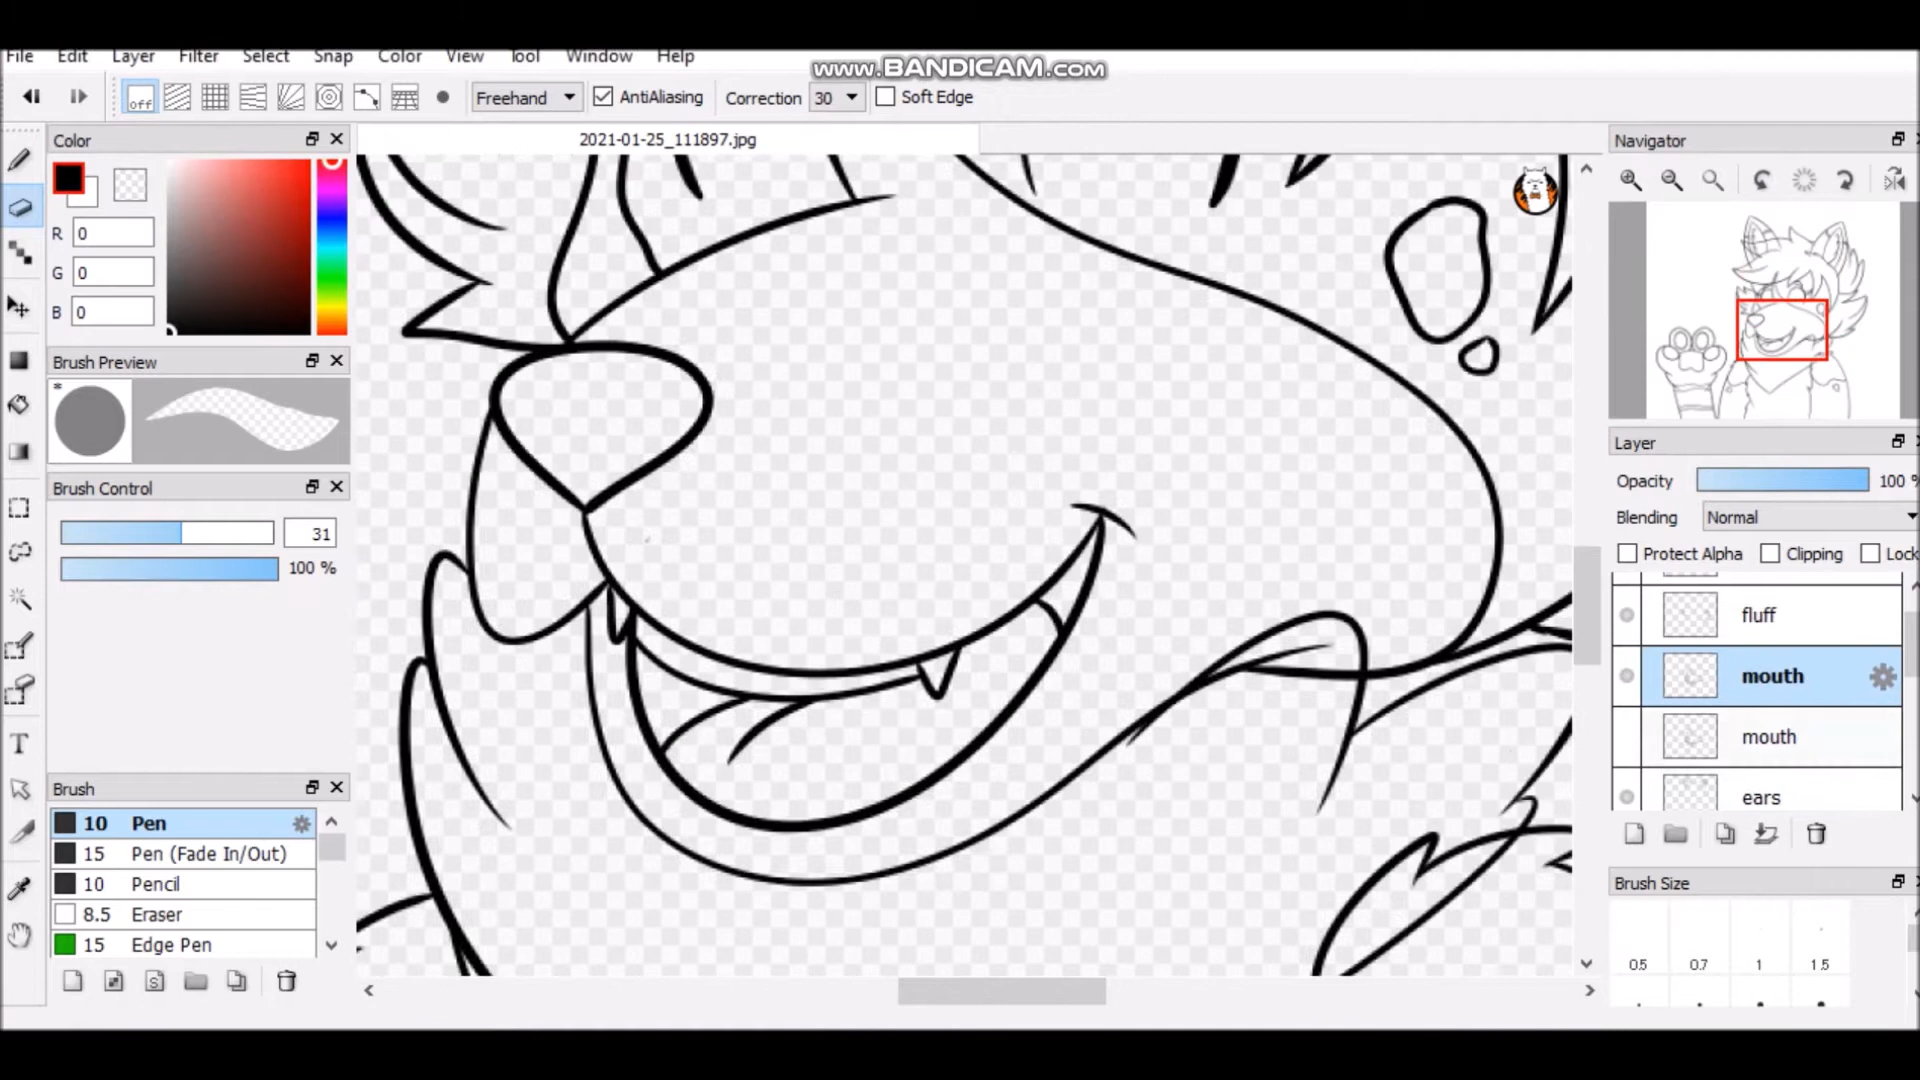 File Edit Layer Filter Select Snap Color View Tool Window Help
www.BANDICAM.com
off Freehand AntiAliasing Correction 30 Soft Edge
Color
2021-01-25_111897.jpg
Navigator
R 0
G 0
B 0
Brush Preview
*
Brush Control
31
100 %
Brush
10 Pen
15 Pen (Fade In/Out)
10 Pencil
8.5 Eraser
15 Edge Pen
T
Layer
Opacity 100 %
Blending Normal
Protect Alpha Clipping Lock
fluff
mouth
mouth
ears
Brush Size
0.5 0.7 1 1.5